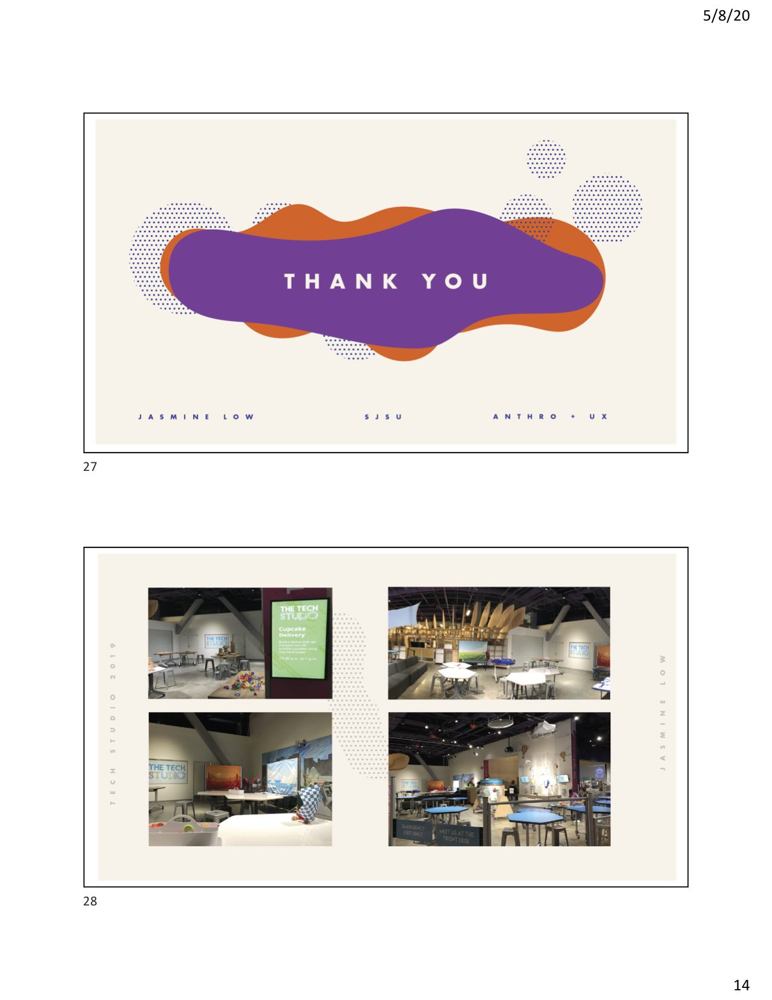 5/8/20
THANK YOU
JASMINE LOW
SJSU
ANTHRO + UX
27
TECH STUDIO 2019
THE TECH
STUDIO
THE TECH
STUDIO
Cupcake
Delivery
Build a device that can
transport our 3D
printed cupcakes using
only wind power.
10:30 a.m. to 1 p.m.
THE TECH
STUDIO
THE TECH
STUDIO
THE TECH
STUDIO
EMERGENCY
EXIT ONLY
MEET US AT THE
FRONT DESK
JASMINE LOW
28
14